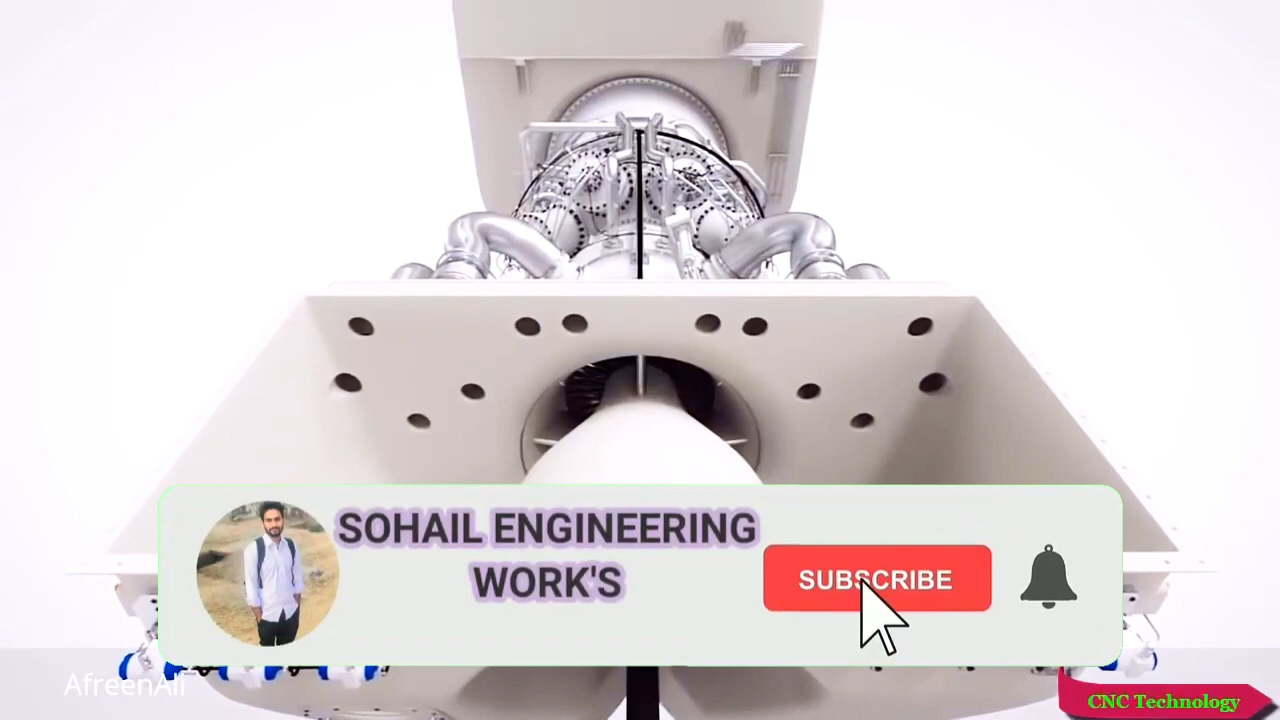 SOHAIL ENGINEERING
WORK'S
SUBSCRIBE
AfreenAli
CNC Technology